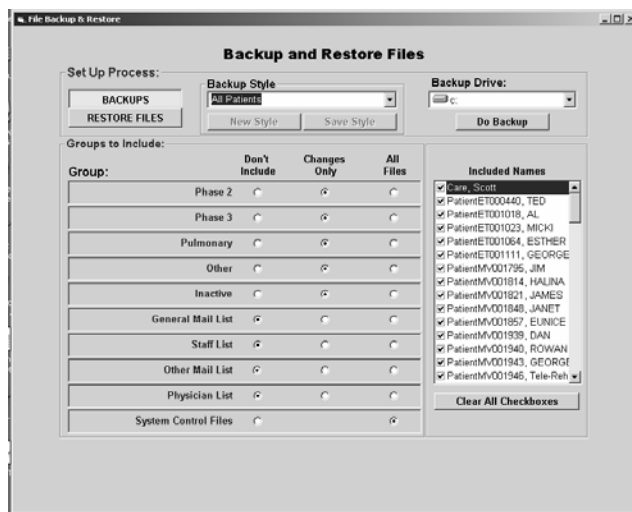 File Backup & Restore
Backup and Restore Files
Set Up Process:
BACKUPS
RESTORE FILES
Backup Style
All Patients
New Style Save Style
Backup Drive:
c:
Do Backup
Groups to Include:
Group: Don't Include Changes Only All Files
Phase 2
Phase 3
Pulmonary
Other
Inactive
General Mail List
Staff List
Other Mail List
Physician List
System Control Files
Included Names
Care, Scott
PatientET000440, TED
PatientET001018, AL
PatientET001023, MICKI
PatientET001064, ESTHER
PatientET001111, GEORGE
PatientMV001795, JIM
PatientMV001814, HALINA
PatientMV001821, JAMES
PatientMV001848, JANET
PatientMV001857, EUNICE
PatientMV001939, DAN
PatientMV001940, ROWAN
PatientMV001943, GEORGE
PatientMV001946, Tele-Reh
Clear All Checkboxes